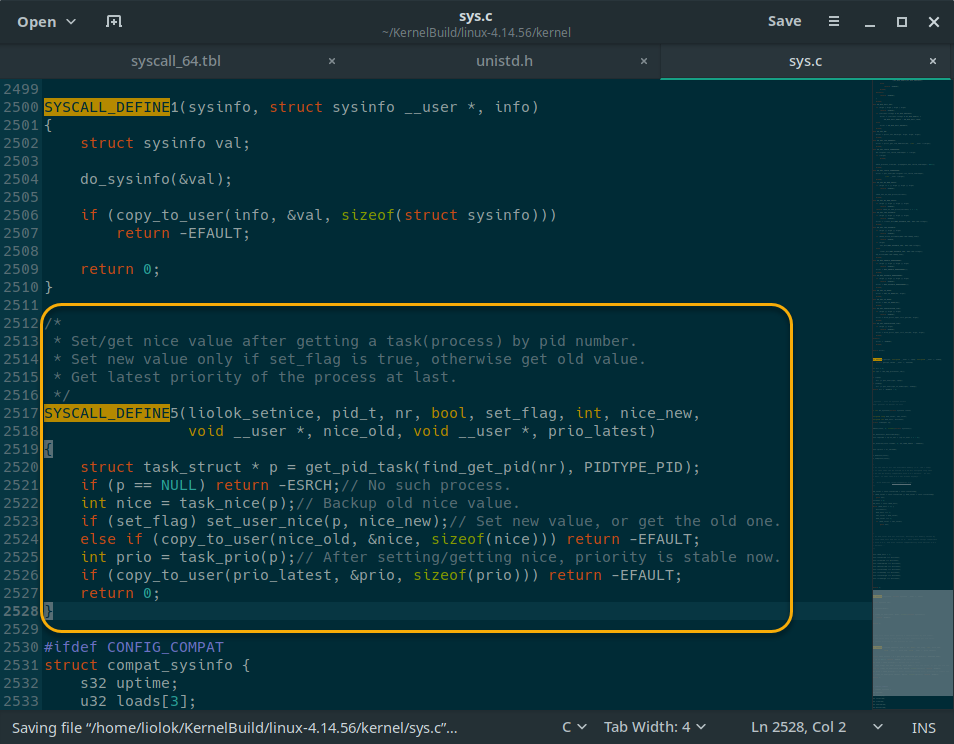 Open
sys.c
~/KernelBuild/linux-4.14.56/kernel
Save
syscall_64.tbl × unistd.h × sys.c ×
2499
2500 SYSCALL_DEFINE1(sysinfo, struct sysinfo __user *, info)
2501 {
2502     struct sysinfo val;
2503
2504     do_sysinfo(&val);
2505
2506     if (copy_to_user(info, &val, sizeof(struct sysinfo)))
2507         return -EFAULT;
2508
2509     return 0;
2510 }
2511
2512 /*
2513  * Set/get nice value after getting a task(process) by pid number.
2514  * Set new value only if set_flag is true, otherwise get old value.
2515  * Get latest priority of the process at last.
2516  */
2517 SYSCALL_DEFINE5(liolok_setnice, pid_t, nr, bool, set_flag, int, nice_new,
2518                 void __user *, nice_old, void __user *, prio_latest)
2519 {
2520     struct task_struct * p = get_pid_task(find_get_pid(nr), PIDTYPE_PID);
2521     if (p == NULL) return -ESRCH;// No such process.
2522     int nice = task_nice(p);// Backup old nice value.
2523     if (set_flag) set_user_nice(p, nice_new);// Set new value, or get the old one.
2524     else if (copy_to_user(nice_old, &nice, sizeof(nice))) return -EFAULT;
2525     int prio = task_prio(p);// After setting/getting nice, priority is stable now.
2526     if (copy_to_user(prio_latest, &prio, sizeof(prio))) return -EFAULT;
2527     return 0;
2528 }
2529
2530 #ifdef CONFIG_COMPAT
2531 struct compat_sysinfo {
2532     s32 uptime;
2533     u32 loads[3];
Saving file “/home/liolok/KernelBuild/linux-4.14.56/kernel/sys.c”… C Tab Width: 4 Ln 2528, Col 2 INS